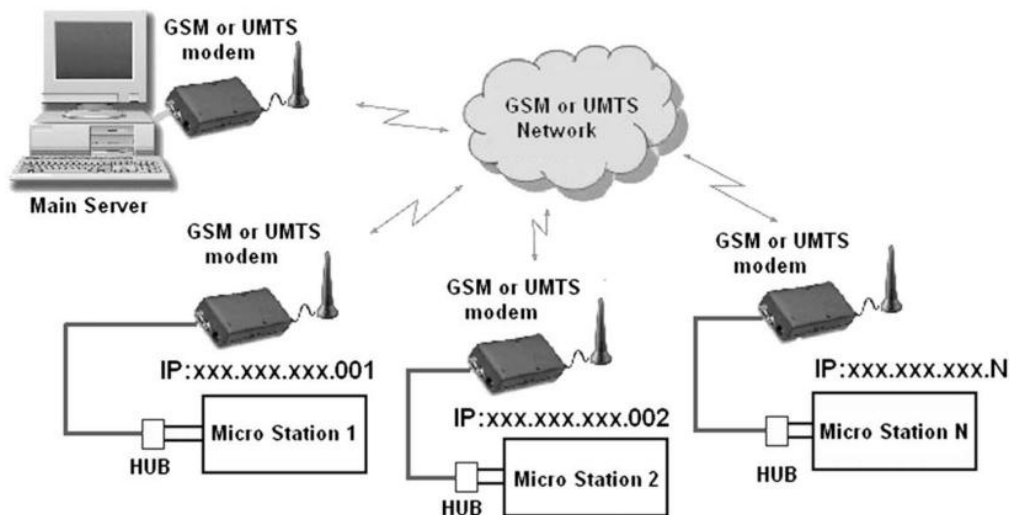 GSM or UMTS
modem
GSM or UMTS
Network
Main Server
GSM or UMTS
modem
IP:xxx.xxx.xxx.001
Micro Station 1
HUB
GSM or UMTS
modem
IP:xxx.xxx.xxx.002
Micro Station 2
HUB
GSM or UMTS
modem
IP:xxx.xxx.xxx.N
Micro Station N
HUB